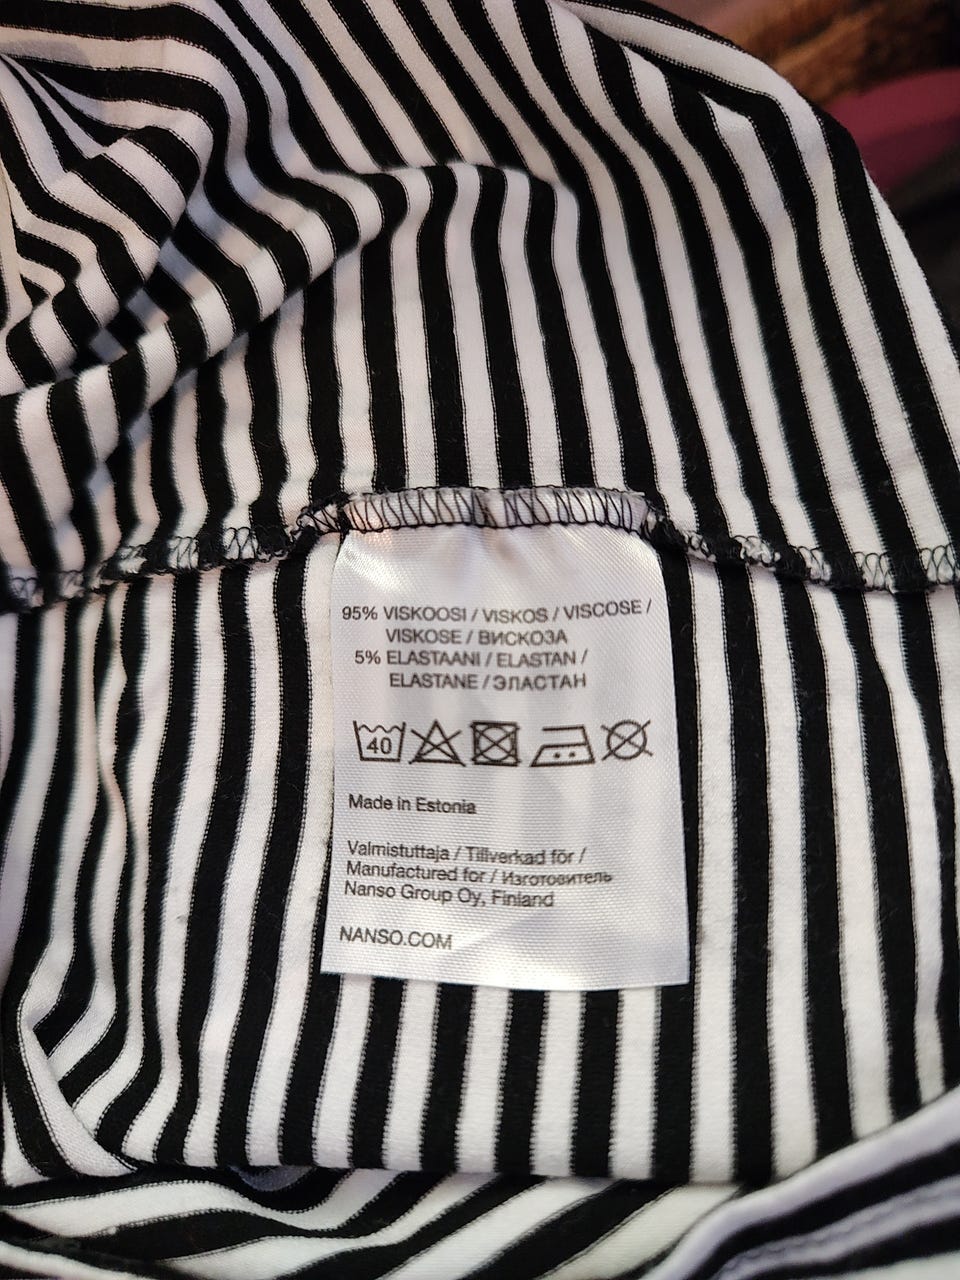 95% VISKOOSI / VISKOS / VISCOSE /
VISKOSE / ВИСКОЗА
5% ELASTAANI / ELASTAN /
ELASTANE / ЭЛАСТАН
40
Made in Estonia
Valmistuttaja / Tillverkad för /
Manufactured for / Изготовитель
Nanso Group Oy, Finland
NANSO.COM